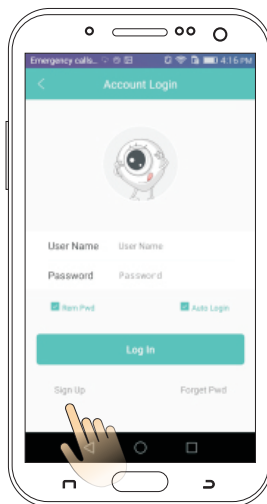 Emergency calls... 4:16 PM
Account Login
User Name User Name
Password Password
Rem Pwd Auto Login
Log In
Sign Up Forget Pwd